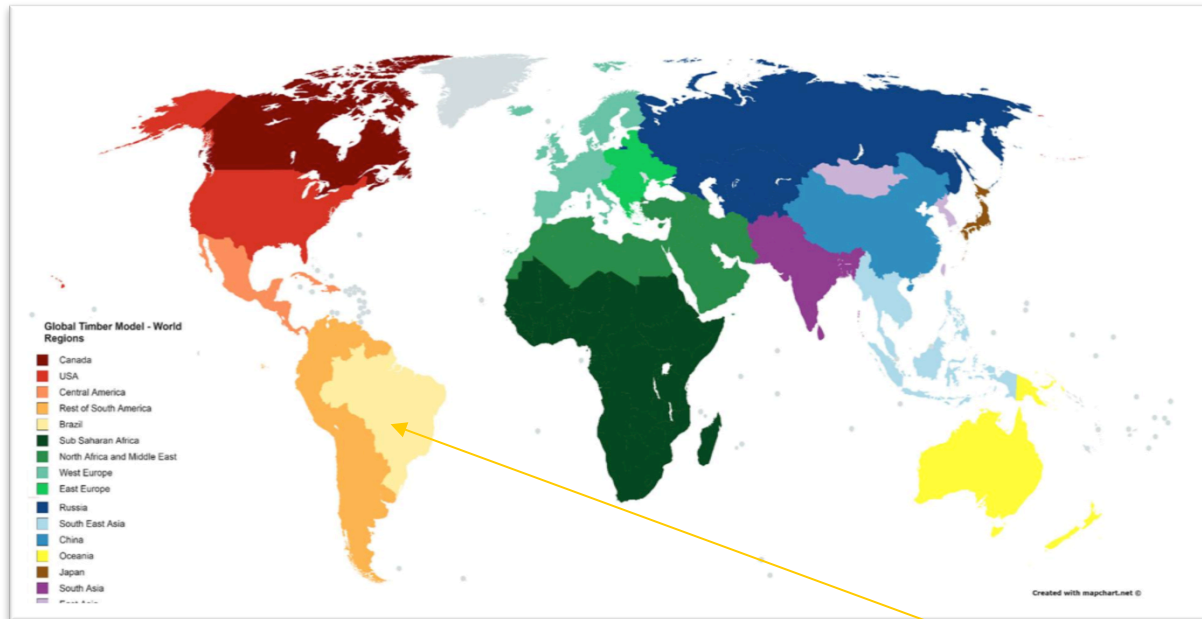 Global Timber Model - World
Regions
Canada
USA
Central America
Rest of South America
Brazil
Sub Saharan Africa
North Africa and Middle East
West Europe
East Europe
Russia
South East Asia
China
Oceania
Japan
South Asia
East Asia
Created with mapchart.net ©